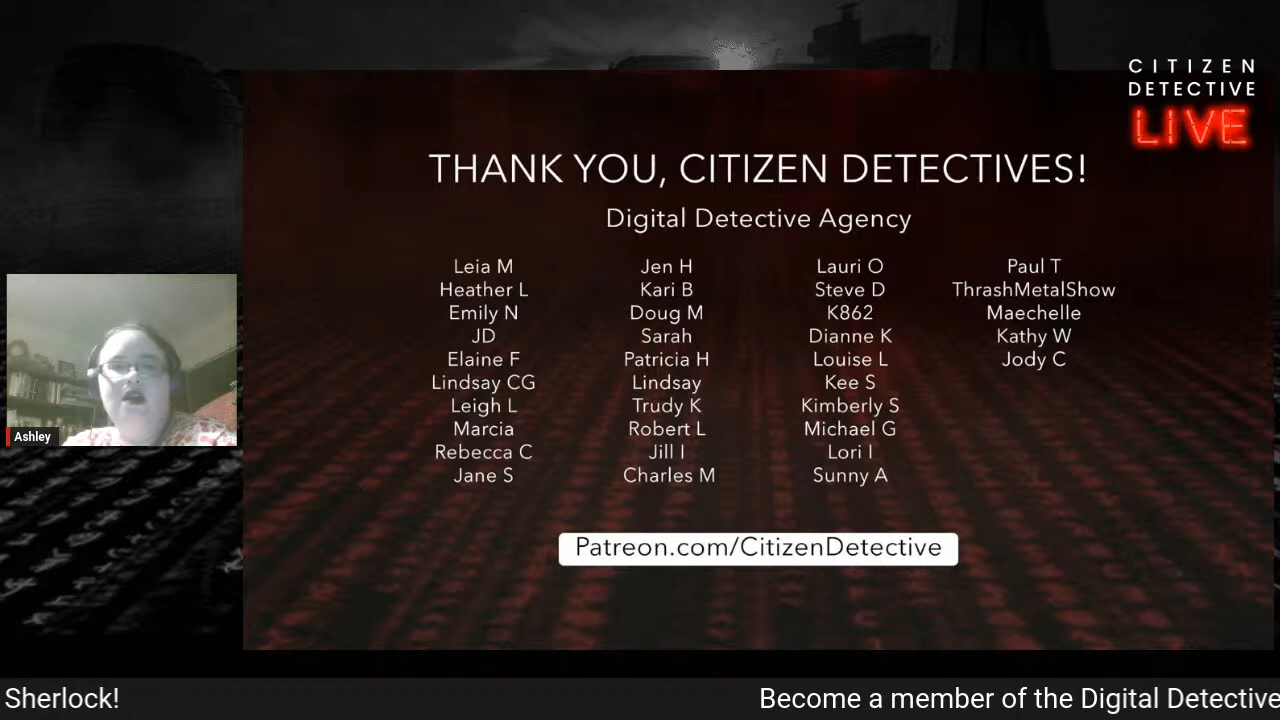 CITIZEN
DETECTIVE
LIVE
THANK YOU, CITIZEN DETECTIVES!
Digital Detective Agency
Leia M
Heather L
Emily N
JD
Elaine F
Lindsay CG
Leigh L
Marcia
Rebecca C
Jane S
Jen H
Kari B
Doug M
Sarah
Patricia H
Lindsay
Trudy K
Robert L
Jill I
Charles M
Lauri O
Steve D
K862
Dianne K
Louise L
Kee S
Kimberly S
Michael G
Lori I
Sunny A
Paul T
ThrashMetalShow
Maechelle
Kathy W
Jody C
Ashley
Patreon.com/CitizenDetective
Sherlock! Become a member of the Digital Detective